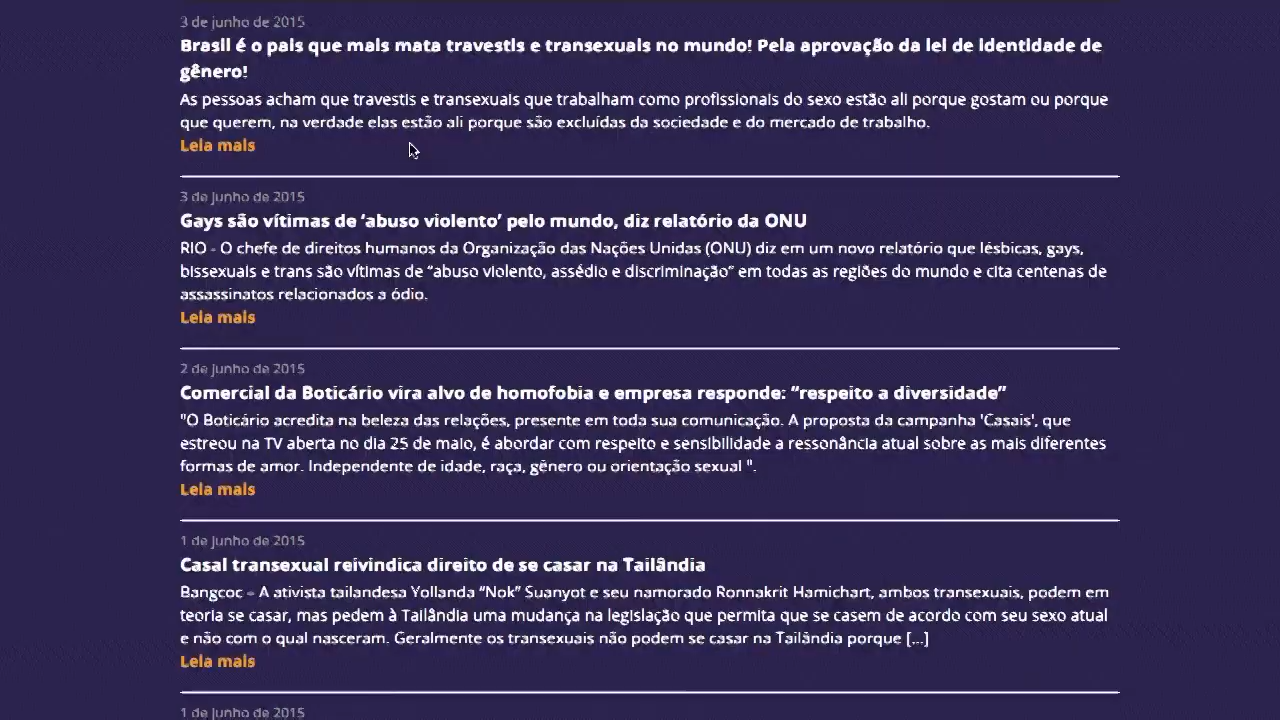 3 de junho de 2015
Brasil é o país que mais mata travestis e transexuais no mundo! Pela aprovação da lei de identidade de
gênero!
As pessoas acham que travestis e transexuais que trabalham como profissionais do sexo estão ali porque gostam ou porque
que querem, na verdade elas estão ali porque são excluídas da sociedade e do mercado de trabalho.
Leia mais
3 de junho de 2015
Gays são vítimas de ‘abuso violento’ pelo mundo, diz relatório da ONU
RIO - O chefe de direitos humanos da Organização das Nações Unidas (ONU) diz em um novo relatório que lésbicas, gays,
bissexuais e trans são vítimas de “abuso violento, assédio e discriminação” em todas as regiões do mundo e cita centenas de
assassinatos relacionados a ódio.
Leia mais
2 de junho de 2015
Comercial da Boticário vira alvo de homofobia e empresa responde: “respeito a diversidade”
"O Boticário acredita na beleza das relações, presente em toda sua comunicação. A proposta da campanha 'Casais', que
estreou na TV aberta no dia 25 de maio, é abordar com respeito e sensibilidade a ressonância atual sobre as mais diferentes
formas de amor. Independente de idade, raça, gênero ou orientação sexual ".
Leia mais
1 de junho de 2015
Casal transexual reivindica direito de se casar na Tailândia
Bangcoc – A ativista tailandesa Yollanda “Nok” Suanyot e seu namorado Ronnakrit Hamichart, ambos transexuais, podem em
teoria se casar, mas pedem à Tailândia uma mudança na legislação que permita que se casem de acordo com seu sexo atual
e não com o qual nasceram. Geralmente os transexuais não podem se casar na Tailândia porque [...]
Leia mais
1 de junho de 2015